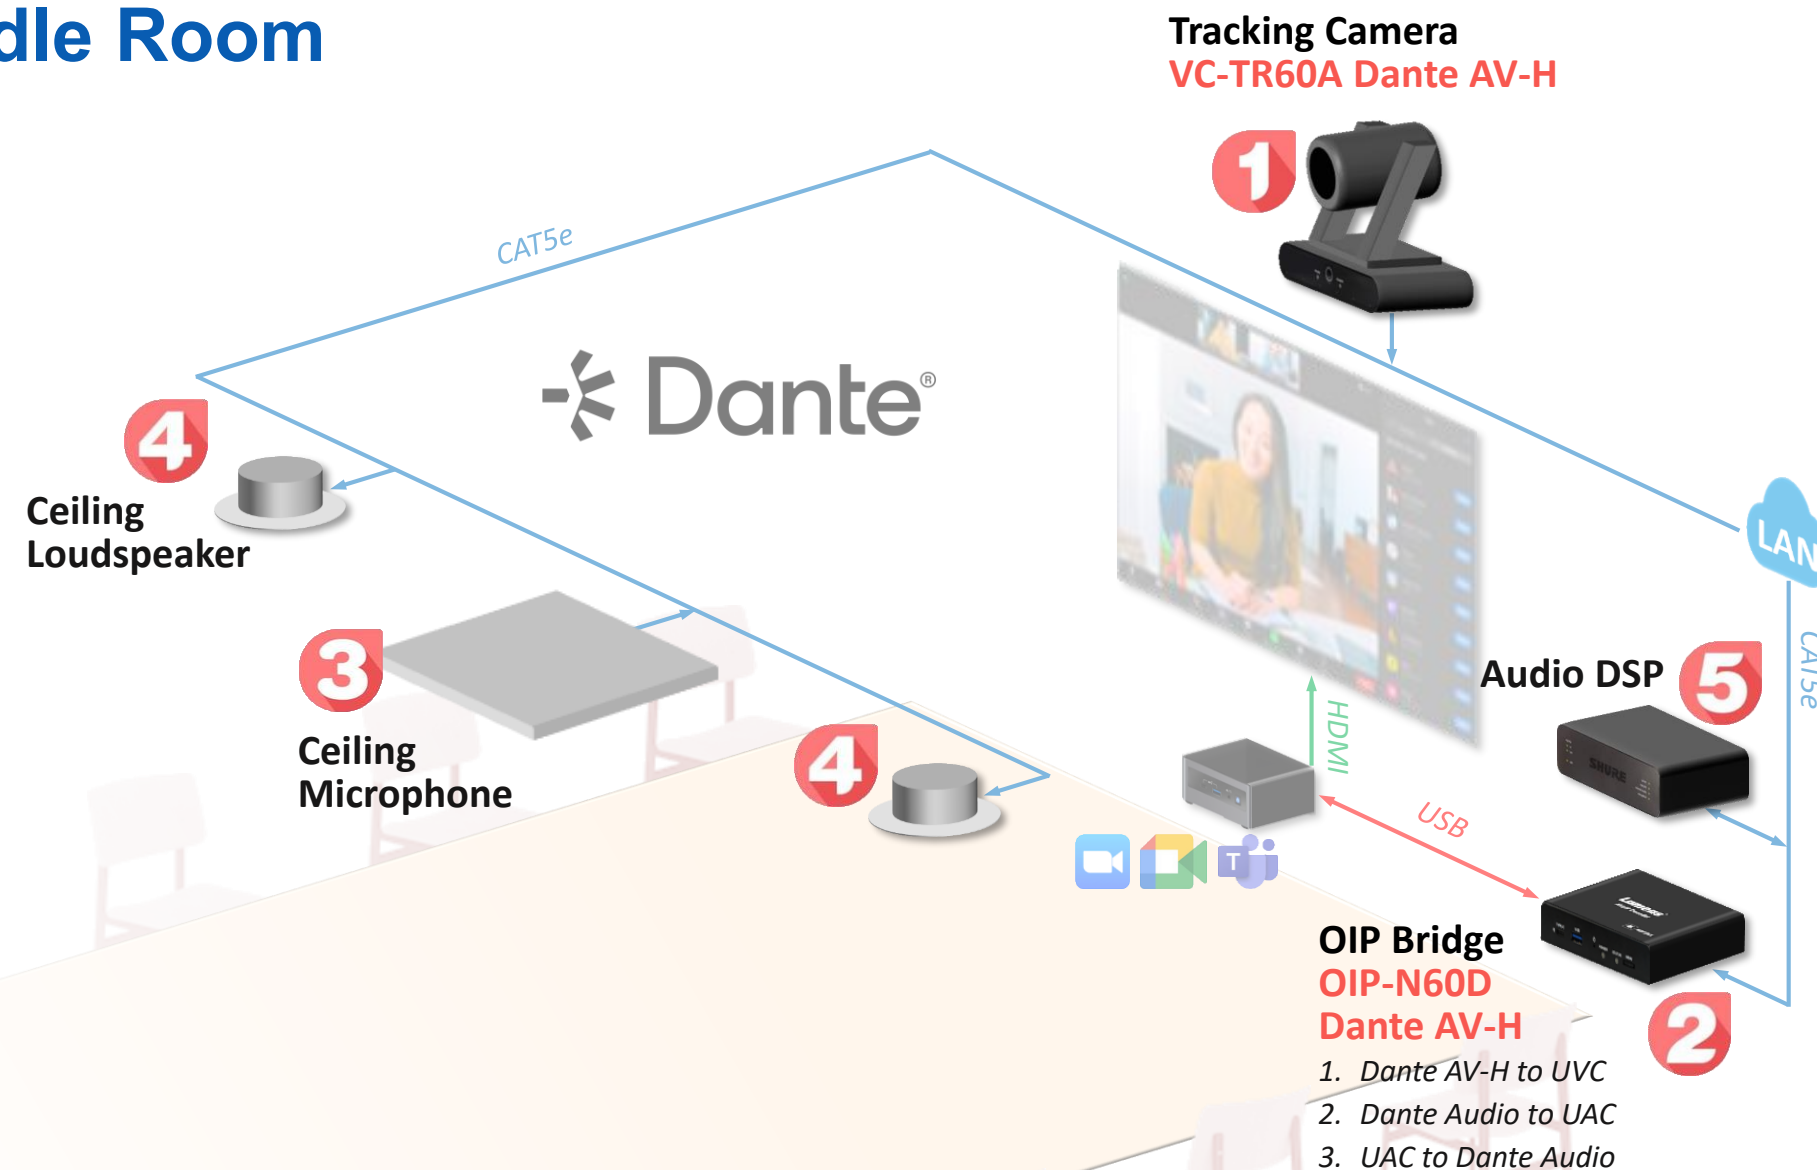 dle Room
Tracking Camera
VC-TR60A Dante AV-H
1
CAT5e
Dante®
4
Ceiling
Loudspeaker
LAN
3
Ceiling
Microphone
4
HDMI
Audio DSP
5
CAT5e
SHURE
USB
T
Lumens
OIP Bridge
OIP-N60D
Dante AV-H
2
1. Dante AV-H to UVC
2. Dante Audio to UAC
3. UAC to Dante Audio